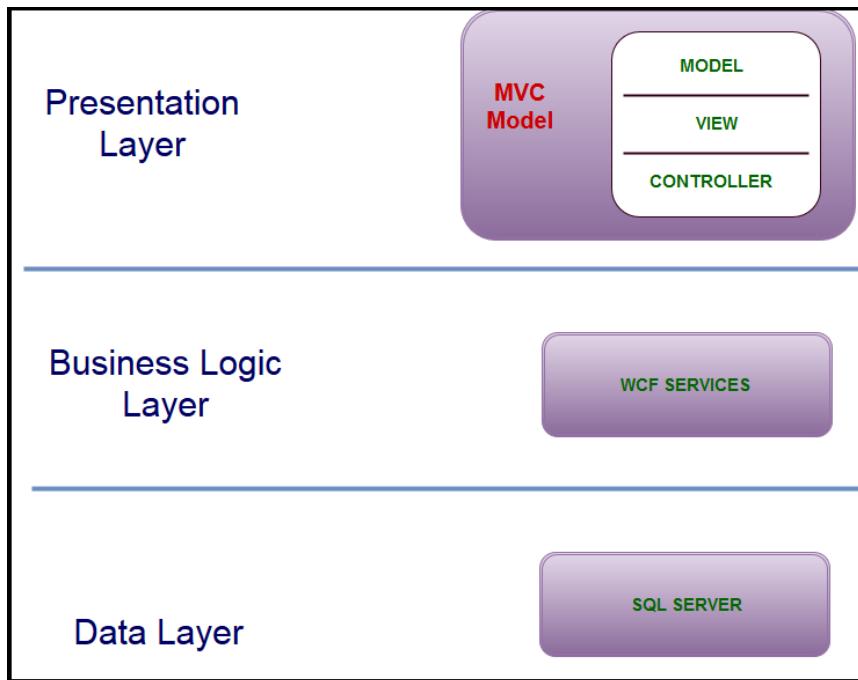 Presentation
Layer
MVC
Model
MODEL
VIEW
CONTROLLER
Business Logic
Layer
WCF SERVICES
Data Layer
SQL SERVER